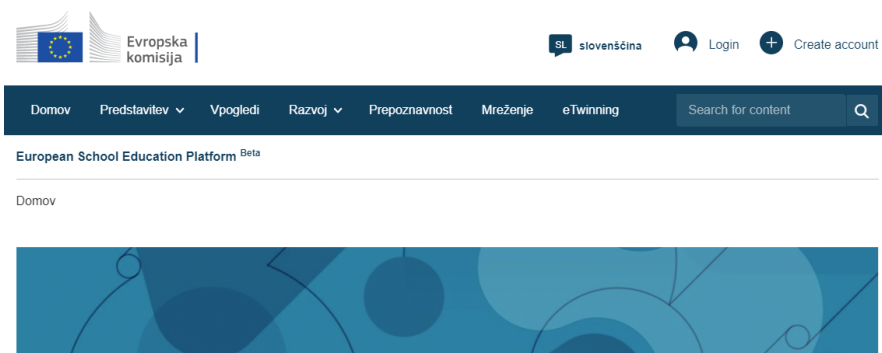 Evropska
komisija
SL slovenščina Login Create account
Domov Predstavitev Vpogledi Razvoj Prepoznavnost Mreženje eTwinning Search for content
European School Education Platform Beta
Domov